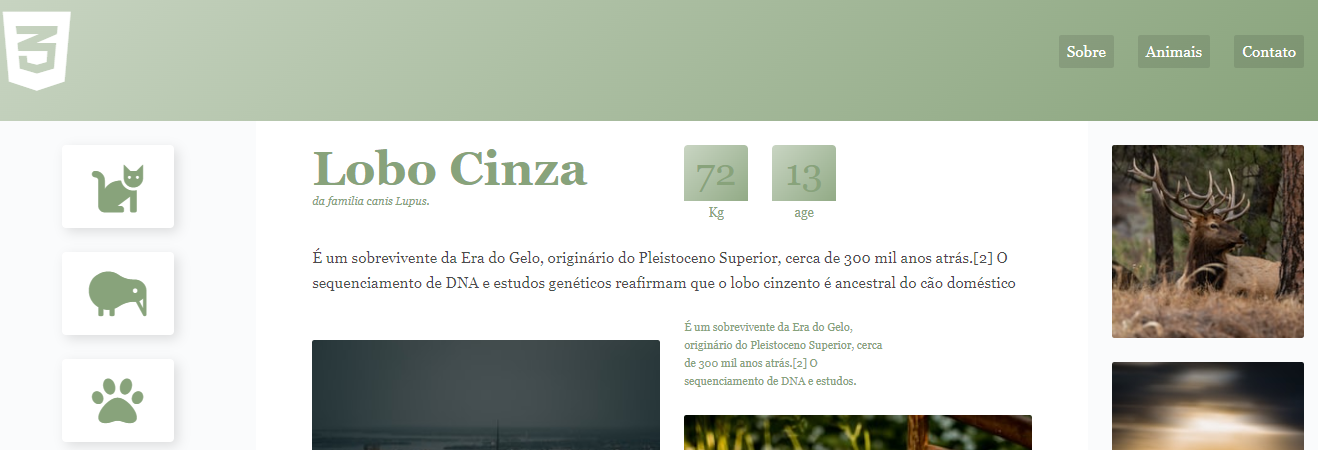 Sobre
Animais
Contato
Lobo Cinza
da familia canis Lupus.
72
Kg
13
age
É um sobrevivente da Era do Gelo, originário do Pleistoceno Superior, cerca de 300 mil anos atrás.[2] O
sequenciamento de DNA e estudos genéticos reafirmam que o lobo cinzento é ancestral do cão doméstico
É um sobrevivente da Era do Gelo,
originário do Pleistoceno Superior, cerca
de 300 mil anos atrás.[2] O
sequenciamento de DNA e estudos.